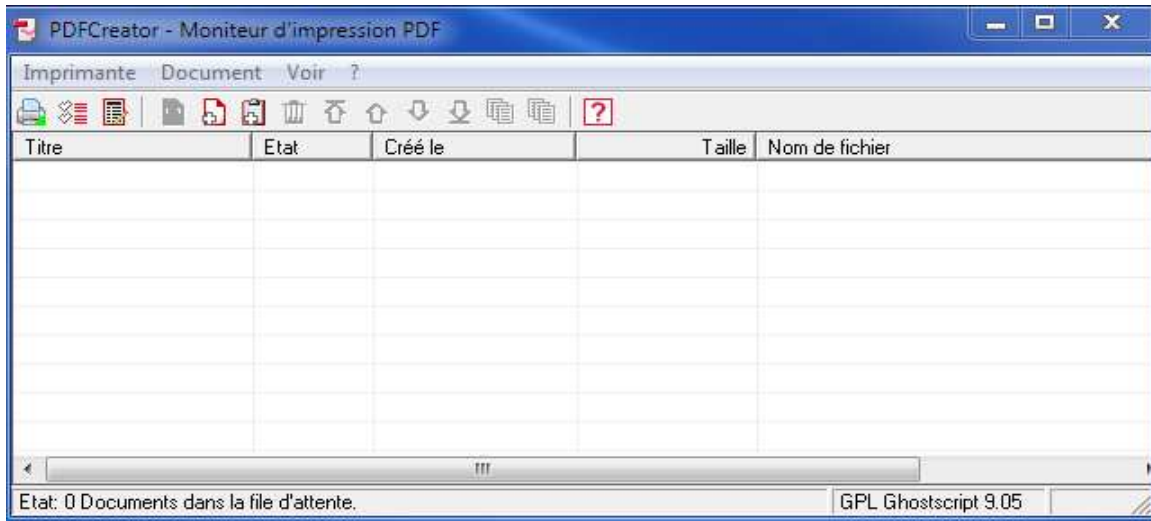 PDFCreator - Moniteur d'impression PDF
Imprimante Document Voir ?
?
Titre Etat Créé le Taille Nom de fichier
Etat: 0 Documents dans la file d'attente. GPL Ghostscript 9.05